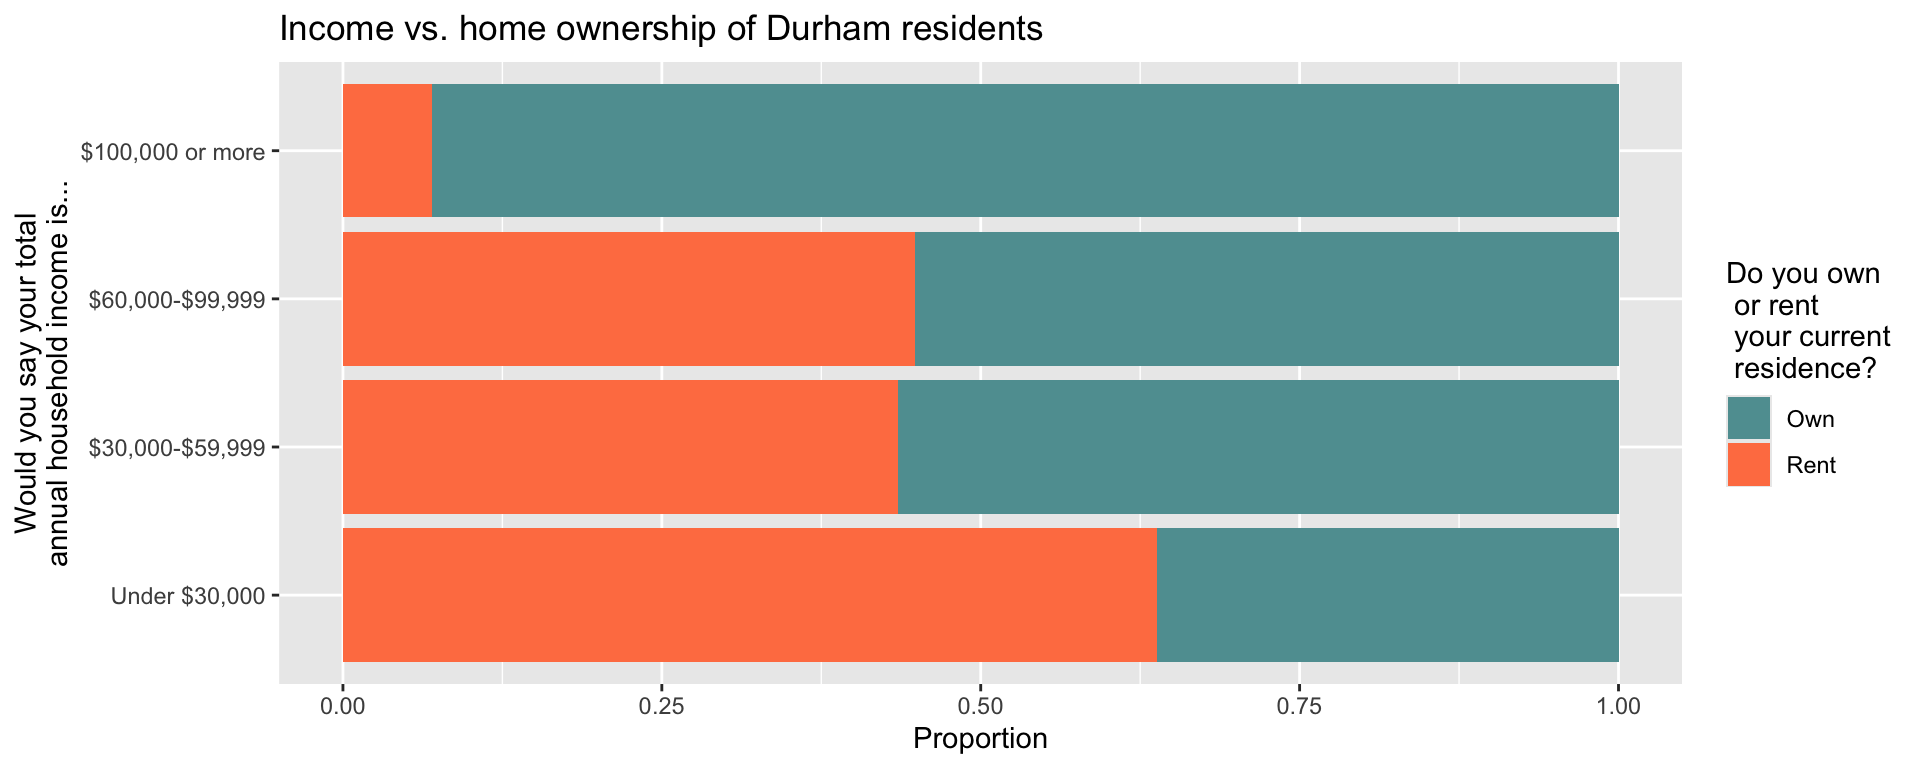 Income vs. home ownership of Durham residents
Would you say your total
annual household income is...
$100,000 or more
$60,000-$99,999
$30,000-$59,999
Under $30,000
0.00
0.25
0.50
0.75
1.00
Proportion
Do you own
or rent
your current
residence?
Own
Rent